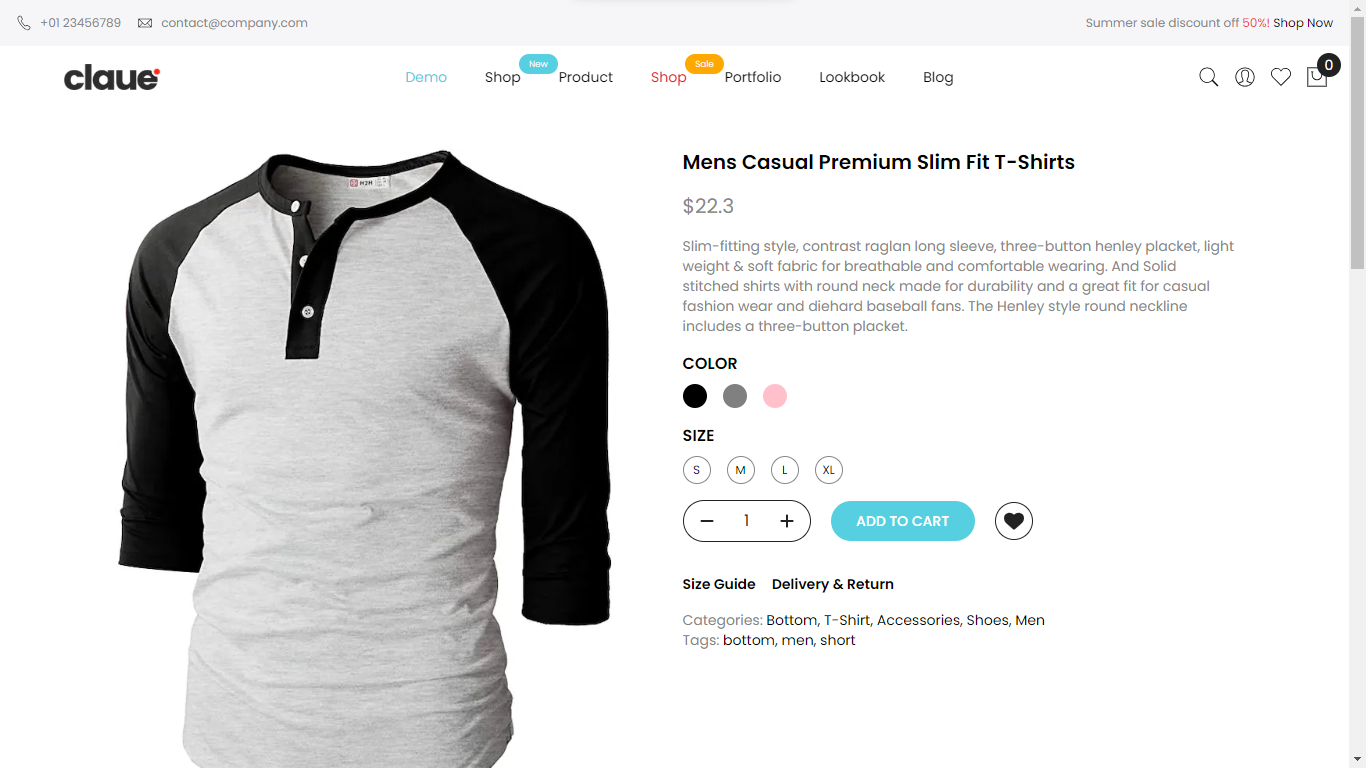 +01 23456789 contact@company.com Summer sale discount off 50%! Shop Now
claue
Demo Shop New Product Shop Sale Portfolio Lookbook Blog 0
H2H
Mens Casual Premium Slim Fit T-Shirts
$22.3
Slim-fitting style, contrast raglan long sleeve, three-button henley placket, light
weight & soft fabric for breathable and comfortable wearing. And Solid
stitched shirts with round neck made for durability and a great fit for casual
fashion wear and diehard baseball fans. The Henley style round neckline
includes a three-button placket.
COLOR
SIZE
S M L XL
1 ADD TO CART
Size Guide Delivery & Return
Categories: Bottom, T-Shirt, Accessories, Shoes, Men
Tags: bottom, men, short